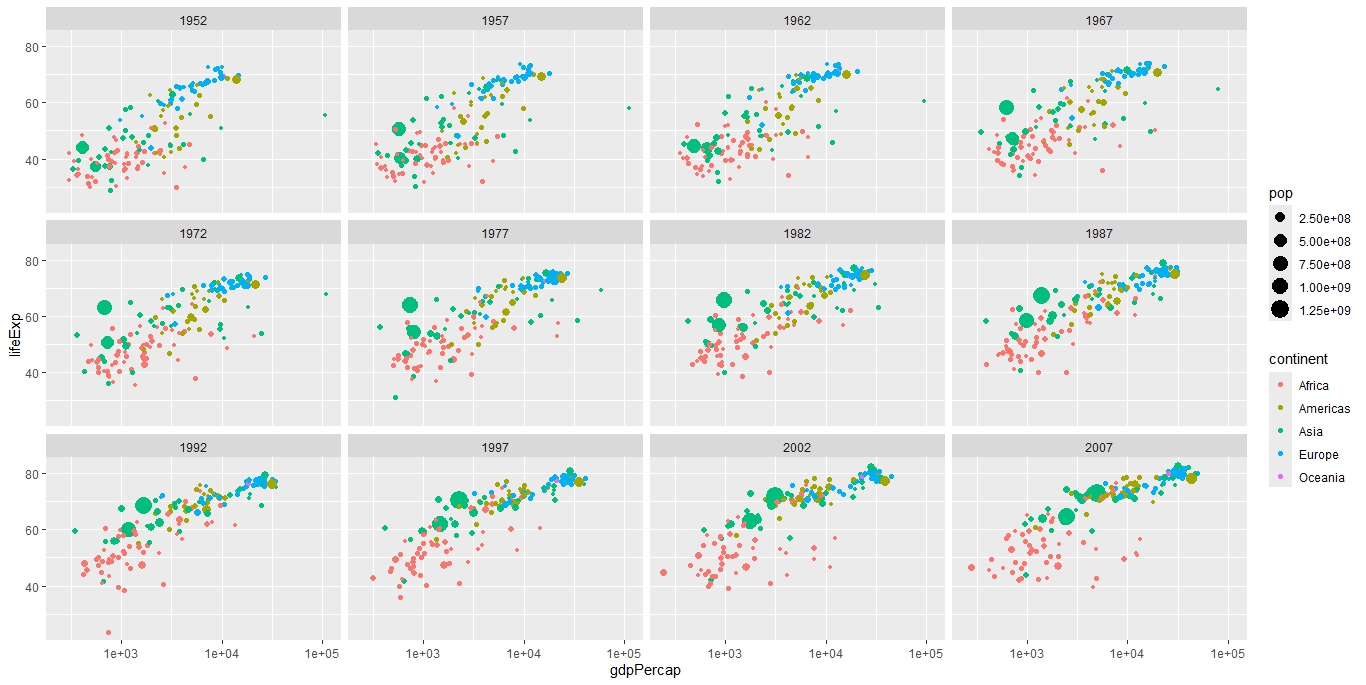 1952 1957 1962 1967
80
60
40
1972 1977 1982 1987
80
60
40
1992 1997 2002 2007
80
60
40
1e+03 1e+04 1e+05 1e+03 1e+04 1e+05 1e+03 1e+04 1e+05 1e+03 1e+04 1e+05
gdpPercap
lifeExp
pop
2.50e+08
5.00e+08
7.50e+08
1.00e+09
1.25e+09
continent
Africa
Americas
Asia
Europe
Oceania